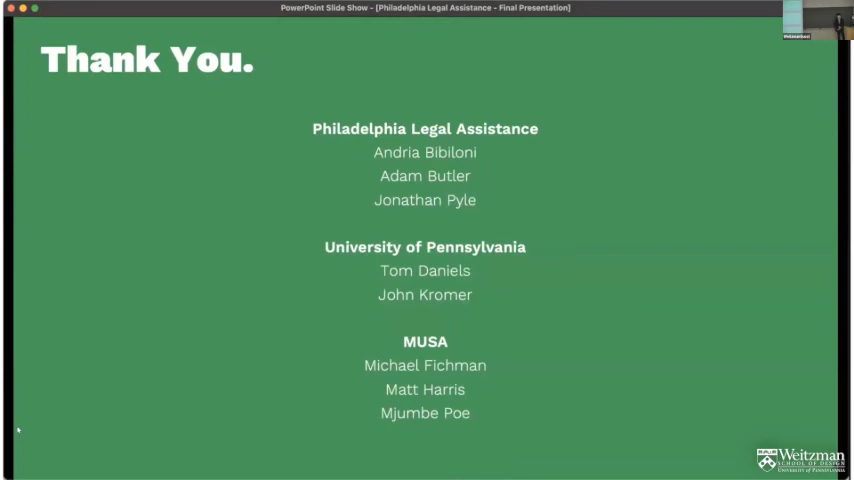 PowerPoint Slide Show - [Philadelphia Legal Assistance - Final Presentation]
Thank You.
Philadelphia Legal Assistance
Andria Bibiloni
Adam Butler
Jonathan Pyle
University of Pennsylvania
Tom Daniels
John Kromer
MUSA
Michael Fichman
Matt Harris
Mjumbe Poe
Weitzman
SCHOOL OF DESIGN
UNIVERSITY OF PENNSYLVANIA